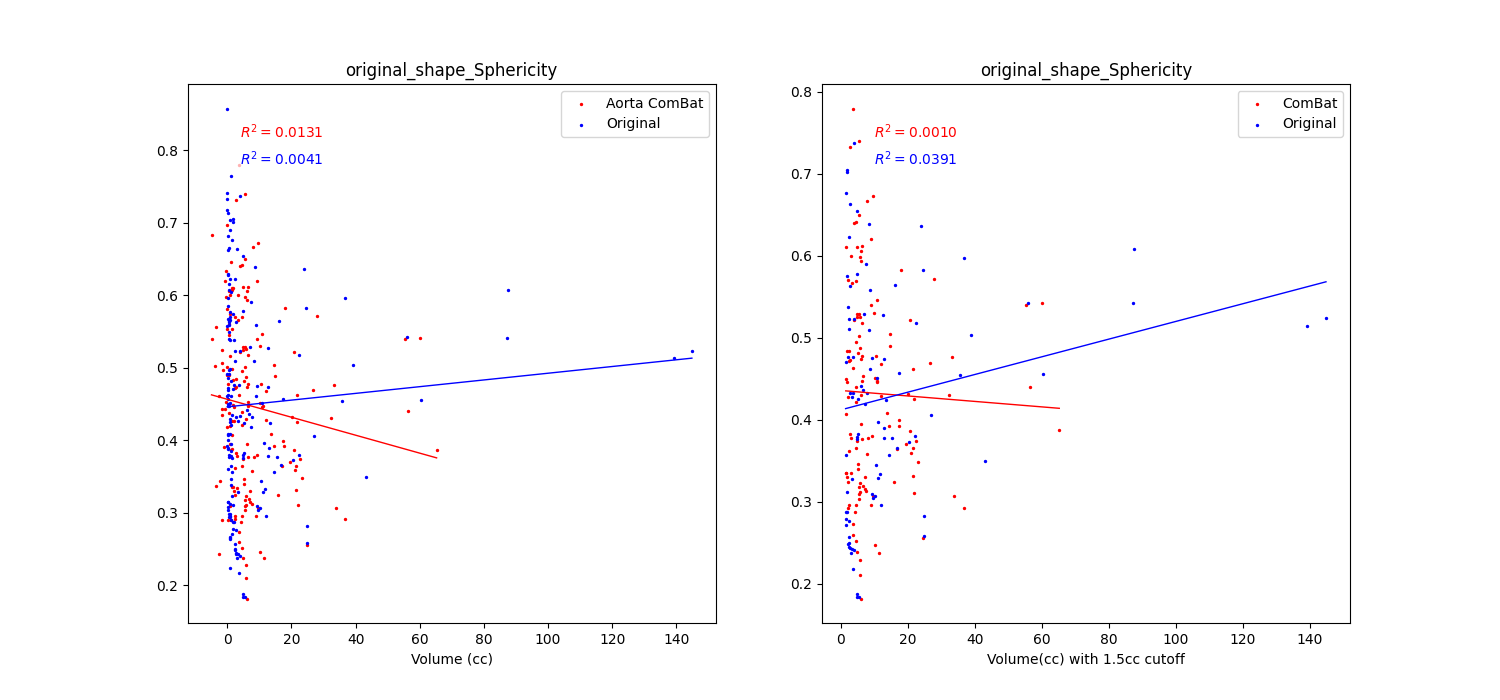 original_shape_Sphericity
Aorta ComBat
Original
R² = 0.0131
R² = 0.0041
0.8
0.7
0.6
0.5
0.4
0.3
0.2
0 20 40 60 80 100 120 140
Volume (cc)
original_shape_Sphericity
ComBat
Original
R² = 0.0010
R² = 0.0391
0.8
0.7
0.6
0.5
0.4
0.3
0.2
0 20 40 60 80 100 120 140
Volume(cc) with 1.5cc cutoff